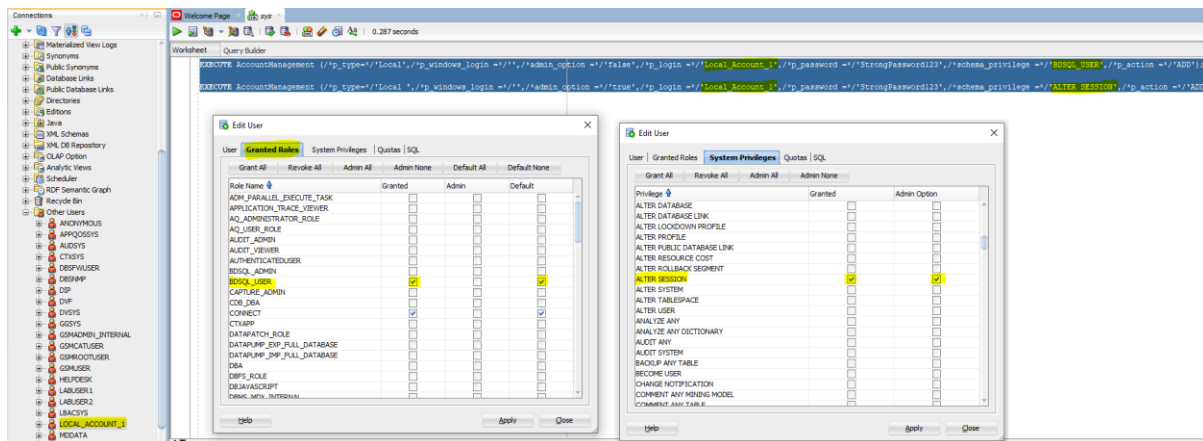 Connections
Welcome Page
sys
0.287 seconds
Worksheet
Query Builder
Materialized View Logs
Synonyms
Public Synonyms
Database Links
Public Database Links
Directories
Editions
Java
XML Schemas
XML DB Repository
OLAP Option
Analytic Views
Scheduler
RDF Semantic Graph
Recycle Bin
Other Users
ANONYMOUS
APPQOSSYS
AUDSYS
CTXSYS
DBSFWUSER
DBSNMP
DIP
DVF
DVSYS
GGSYS
GSMADMIN_INTERNAL
GSMCATUSER
GSMROOTUSER
GSMUSER
HELPDESK
LABUSER1
LABUSER2
LBACSYS
LOCAL_ACCOUNT_1
MDDATA
EXECUTE AccountManagement (/*p_type=*/'Local',/*p_windows_login =*/'',/*admin_option =*/'false',/*p_login =*/'Local_Account_1',/*p_password =*/'StrongPassword123',/*schema_privilege =*/'BDSQL_USER',/*p_action =*/'ADD');
EXECUTE AccountManagement (/*p_type=*/'Local ',/*p_windows_login =*/'',/*admin_option =*/'true',/*p_login =*/'Local_Account_1',/*p_password =*/'StrongPassword123',/*schema_privilege =*/'ALTER SESSION',/*p_action =*/'ADD
Edit User
User Granted Roles System Privileges Quotas SQL
Grant All Revoke All Admin All Admin None Default All Default None
Role Name Granted Admin Default
ADM_PARALLEL_EXECUTE_TASK
APPLICATION_TRACE_VIEWER
AQ_ADMINISTRATOR_ROLE
AQ_USER_ROLE
AUDIT_ADMIN
AUDIT_VIEWER
AUTHENTICATEDUSER
BDSQL_ADMIN
BDSQL_USER
CAPTURE_ADMIN
CDB_DBA
CONNECT
CTXAPP
DATAPATCH_ROLE
DATAPUMP_EXP_FULL_DATABASE
DATAPUMP_IMP_FULL_DATABASE
DBA
DBFS_ROLE
DBJAVASCRIPT
DBMS_MDX_INTERNAL
Help Apply Close
Edit User
User Granted Roles System Privileges Quotas SQL
Grant All Revoke All Admin All Admin None
Privilege Granted Admin Option
ALTER DATABASE
ALTER DATABASE LINK
ALTER LOCKDOWN PROFILE
ALTER PROFILE
ALTER PUBLIC DATABASE LINK
ALTER RESOURCE COST
ALTER ROLLBACK SEGMENT
ALTER SESSION
ALTER SYSTEM
ALTER TABLESPACE
ALTER USER
ANALYZE ANY
ANALYZE ANY DICTIONARY
AUDIT ANY
AUDIT SYSTEM
BACKUP ANY TABLE
BECOME USER
CHANGE NOTIFICATION
COMMENT ANY MINING MODEL
COMMENT ANY TABLE
Help Apply Close